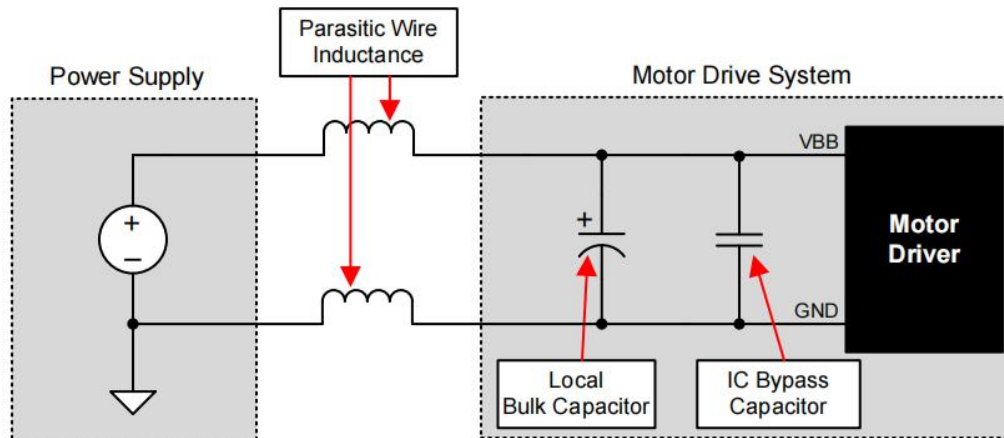 Parasitic Wire
Inductance
Power Supply
Motor Drive System
VBB
+
−
+
Motor
Driver
GND
Local
Bulk Capacitor
IC Bypass
Capacitor